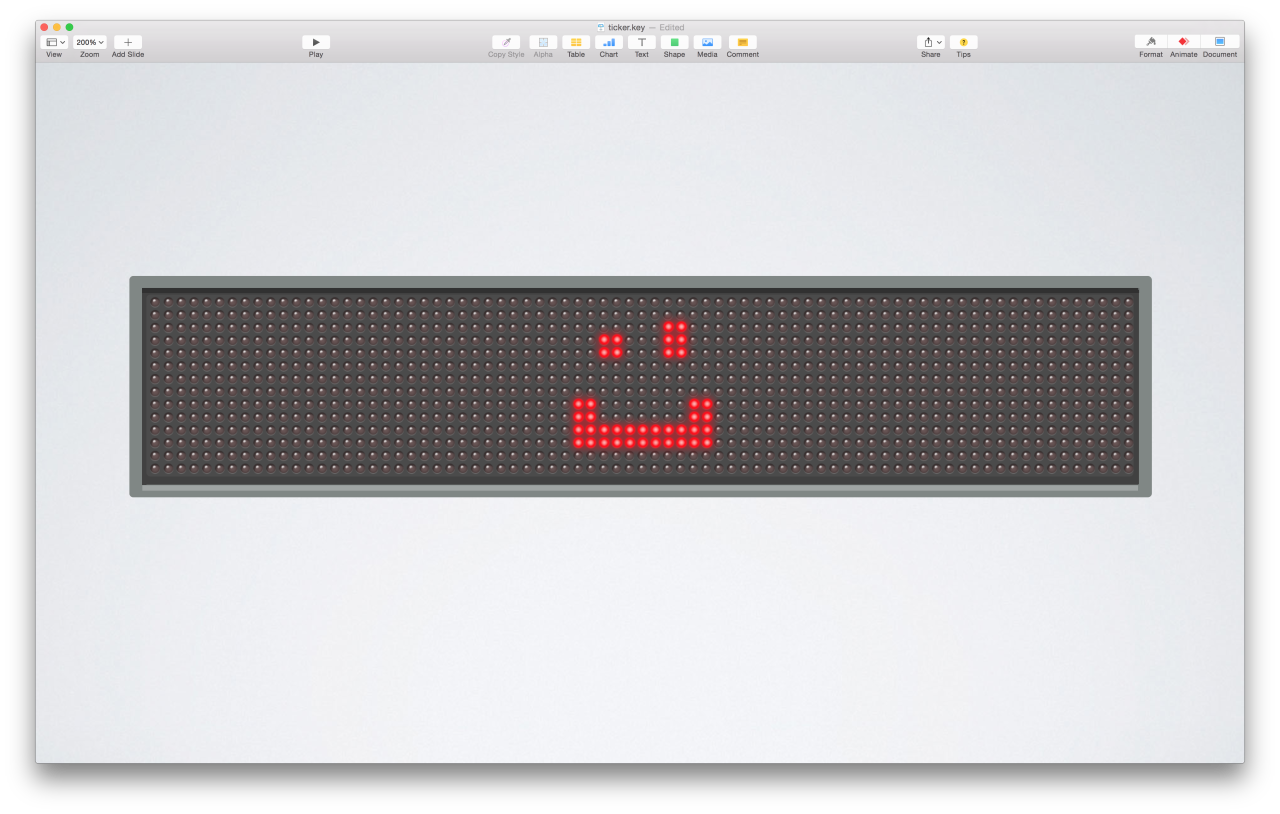 ticker.key — Edited
200%
View Zoom Add Slide Play Copy Style Alpha Table Chart Text Shape Media Comment Share Tips Format Animate Document